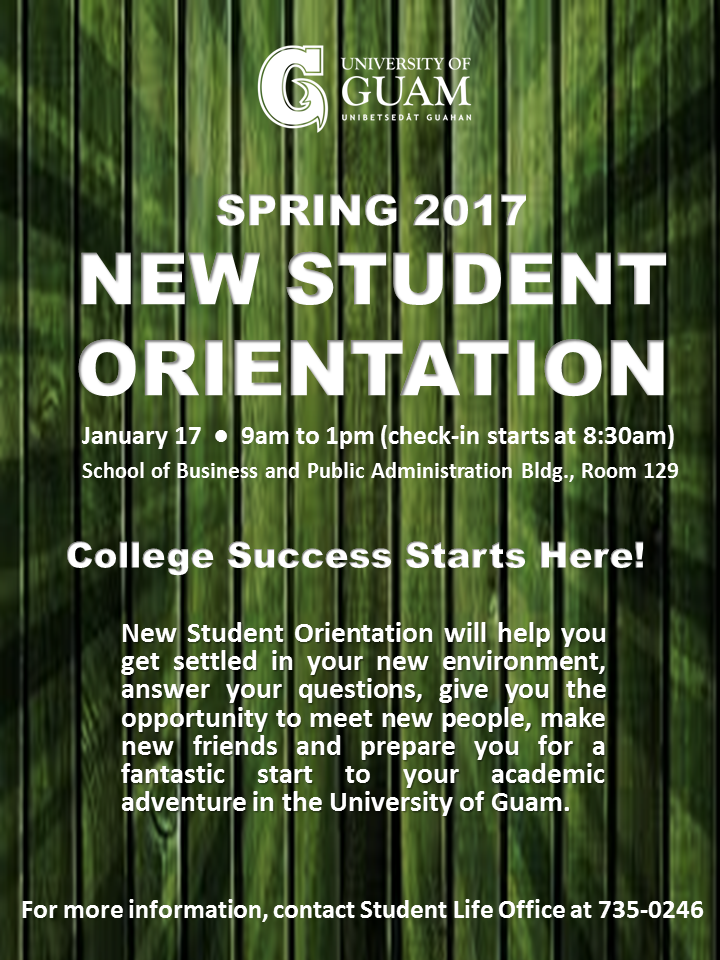 G
UNIVERSITY OF
GUAM
UNIBETSEDÅT GUAHAN
SPRING 2017
NEW STUDENT
ORIENTATION
January 17 ● 9am to 1pm (check-in starts at 8:30am)
School of Business and Public Administration Bldg., Room 129
College Success Starts Here!
New Student Orientation will help you
get settled in your new environment,
answer your questions, give you the
opportunity to meet new people, make
new friends and prepare you for a
fantastic start to your academic
adventure in the University of Guam.
For more information, contact Student Life Office at 735-0246